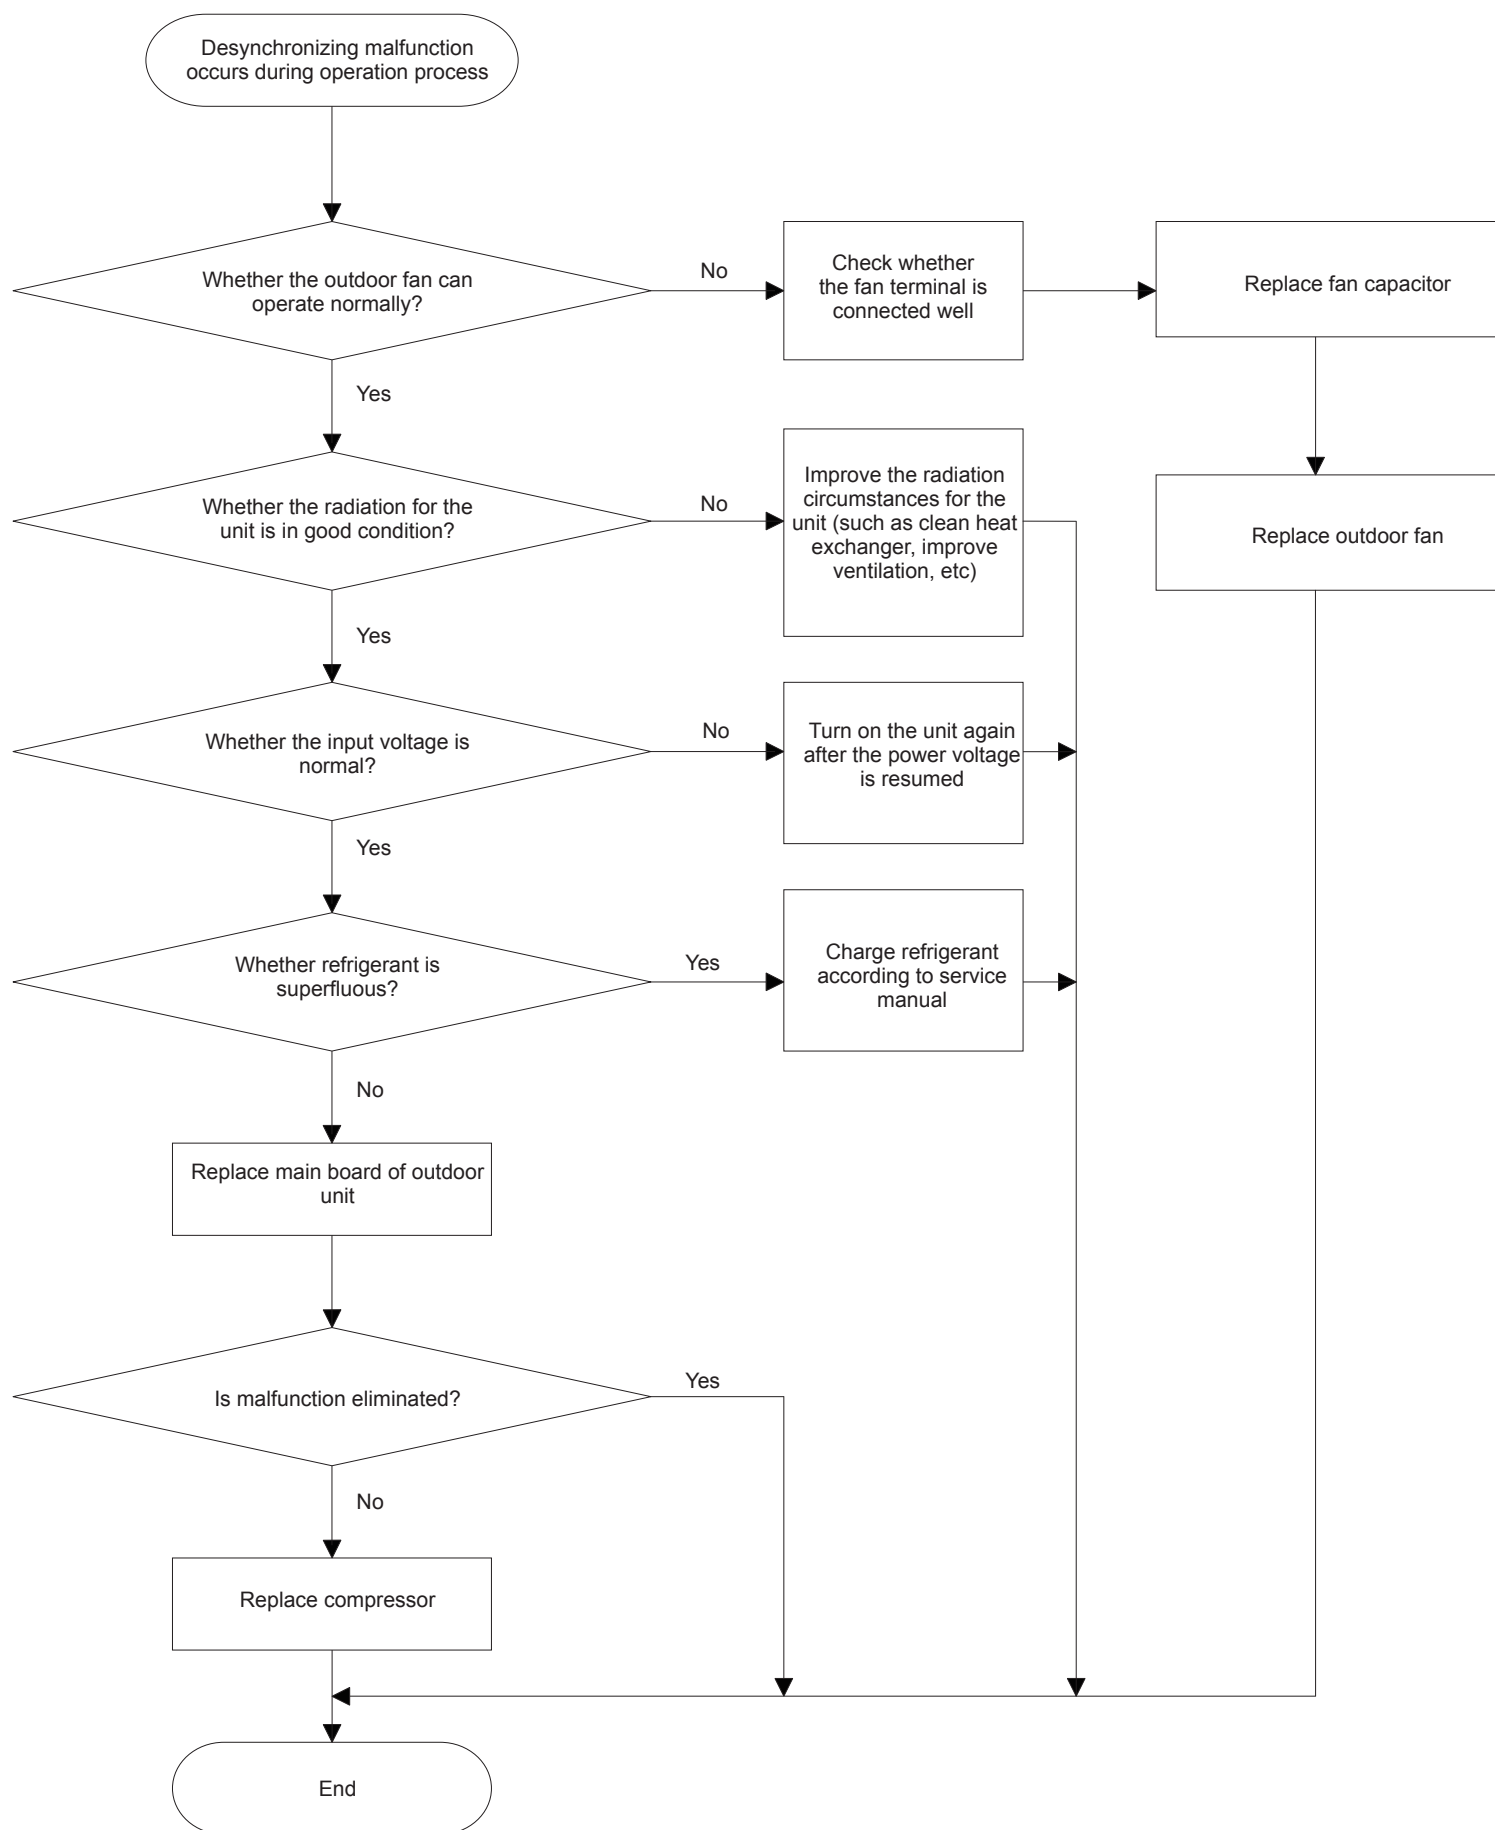 Desynchronizing malfunction
occurs during operation process
Whether the outdoor fan can
operate normally?
No
Check whether
the fan terminal is
connected well
Replace fan capacitor
Yes
Whether the radiation for the
unit is in good condition?
No
Improve the radiation
circumstances for the
unit (such as clean heat
exchanger, improve
ventilation, etc)
Replace outdoor fan
Yes
Whether the input voltage is
normal?
No
Turn on the unit again
after the power voltage
is resumed
Yes
Whether refrigerant is
superfluous?
Yes
Charge refrigerant
according to service
manual
No
Replace main board of outdoor
unit
Is malfunction eliminated?
Yes
No
Replace compressor
End